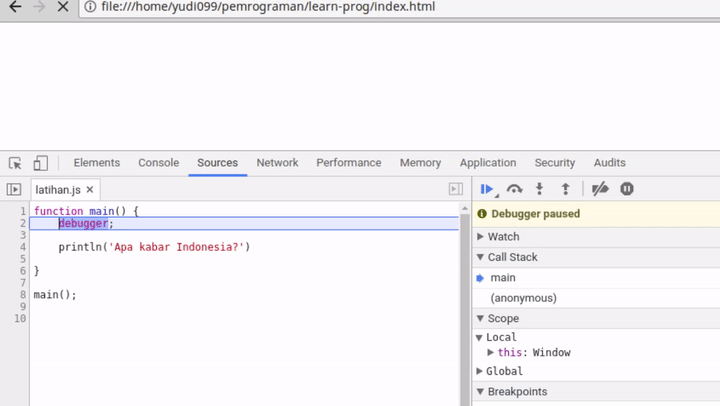 file:///home/yudi099/pemrograman/learn-prog/index.html
Elements Console Sources Network Performance Memory Application Security Audits
latihan.js
1 function main() {
2 debugger;
3
4 println('Apa kabar Indonesia?')
5
6 }
7
8 main();
9
10
Debugger paused
Watch
Call Stack
main
(anonymous)
Scope
Local
this: Window
Global
Breakpoints